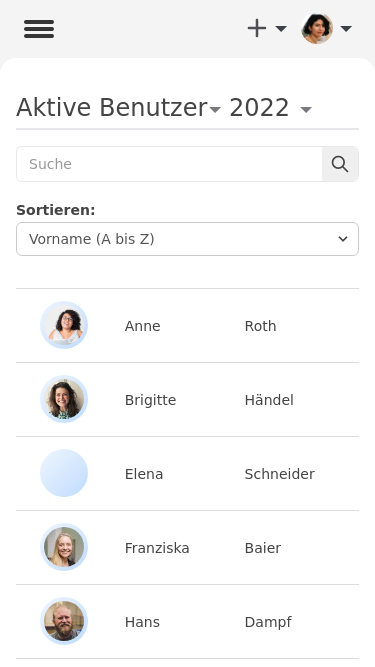 Aktive Benutzer 2022
Suche
Sortieren:
Vorname (A bis Z)
Anne Roth
Brigitte Händel
Elena Schneider
Franziska Baier
Hans Dampf